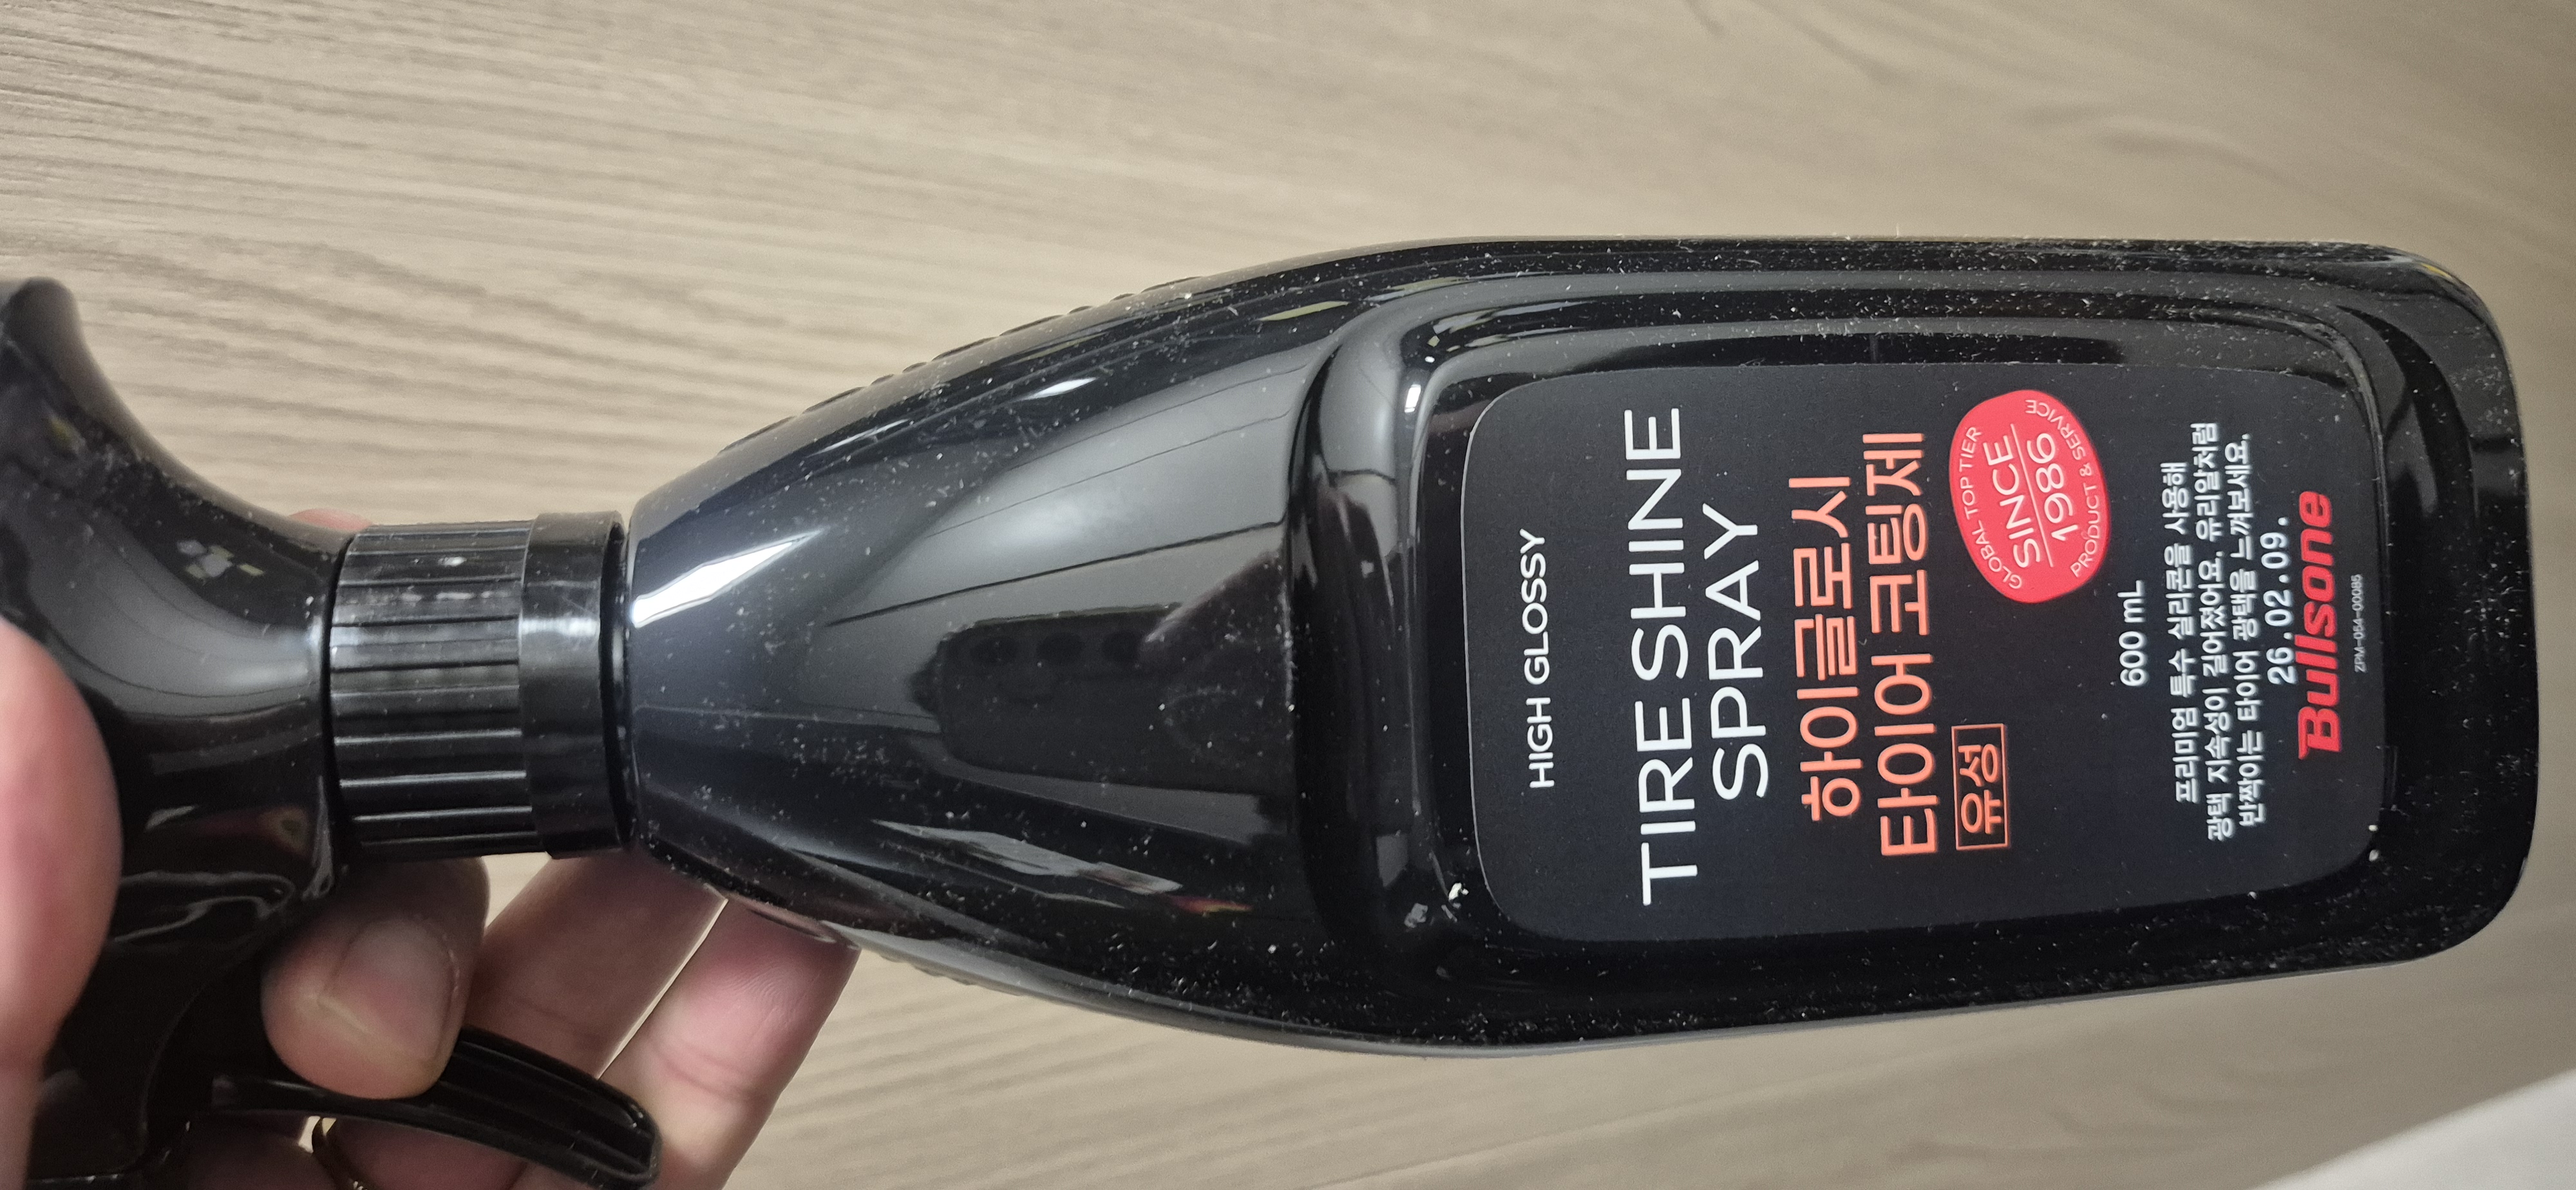 HIGH GLOSSY
TIRE SHINE
SPRAY
하이글로시
타이어 코팅제
유성
GLOBAL TOP TIER
SINCE
1986
PRODUCT & SERVICE
600 mL
프리미엄 특수 실리콘을 사용해
광택 지속성이 길어졌어요. 유리알처럼
반짝이는 타이어 광택을 느껴보세요.
26.02.09.
Bullsone
ZPM-054-000085